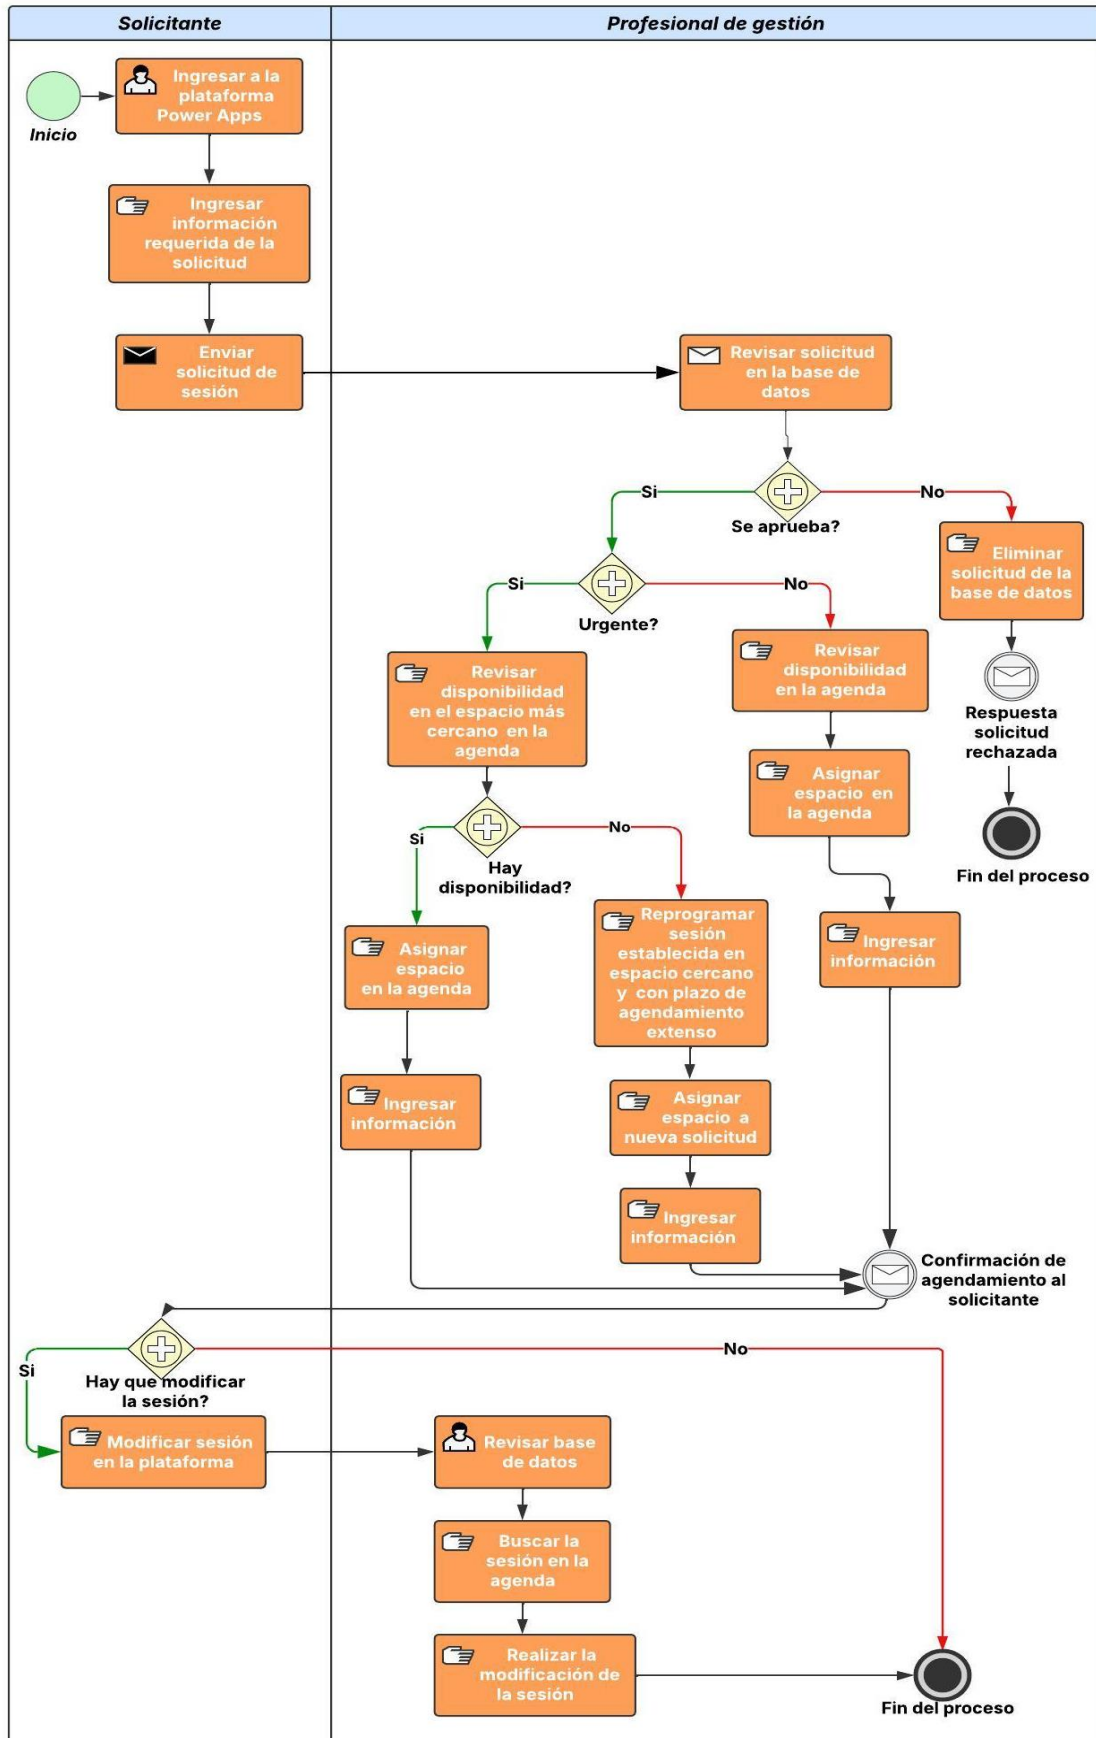 Solicitante
Profesional de gestión
Ingresar a la
plataforma
Power Apps
Inicio
Ingresar
información
requerida de la
solicitud
Enviar
solicitud de
sesión
Revisar solicitud
en la base de
datos
Si
No
Se aprueba?
Eliminar
solicitud de la
base de datos
Si
No
Urgente?
Revisar
disponibilidad
en el espacio más
cercano en la
agenda
Revisar
disponibilidad
en la agenda
Respuesta
solicitud
rechazada
Asignar
espacio en
la agenda
Fin del proceso
Si
No
Hay
disponibilidad?
Asignar
espacio
en la agenda
Reprogramar
sesión
establecida en
espacio cercano
y con plazo de
agendamiento
extenso
Ingresar
información
Ingresar
información
Asignar
espacio a
nueva solicitud
Ingresar
información
Confirmación de
agendamiento al
solicitante
Si
No
Hay que modificar
la sesión?
Modificar sesión
en la plataforma
Revisar base
de datos
Buscar la
sesión en la
agenda
Realizar la
modificación de
la sesión
Fin del proceso